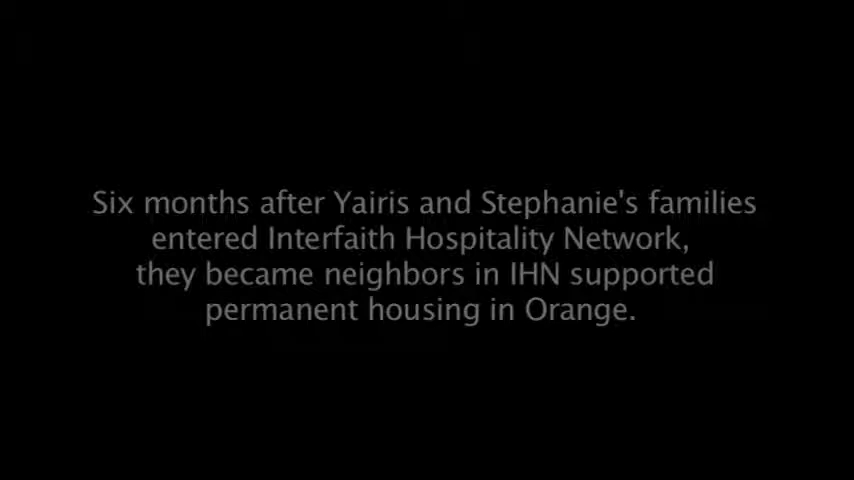 Six months after Yairis and Stephanie's families
entered Interfaith Hospitality Network,
they became neighbors in IHN supported
permanent housing in Orange.